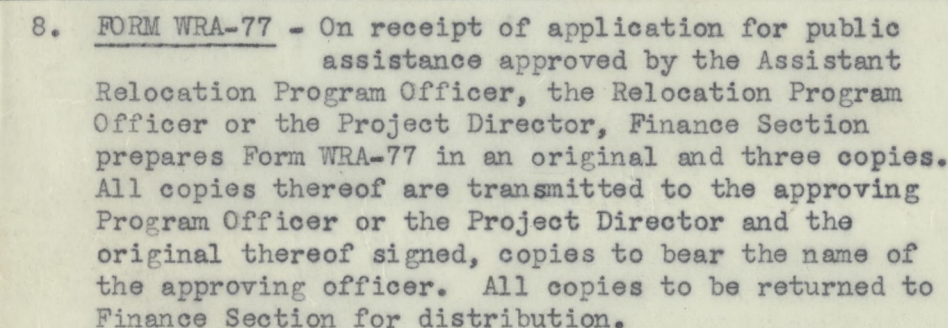 8. FORM WRA-77 - On receipt of application for public
assistance approved by the Assistant
Relocation Program Officer, the Relocation Program
Officer or the Project Director, Finance Section
prepares Form WRA-77 in an original and three copies.
All copies thereof are transmitted to the approving
Program Officer or the Project Director and the
original thereof signed, copies to bear the name of
the approving officer. All copies to be returned to
Finance Section for distribution.